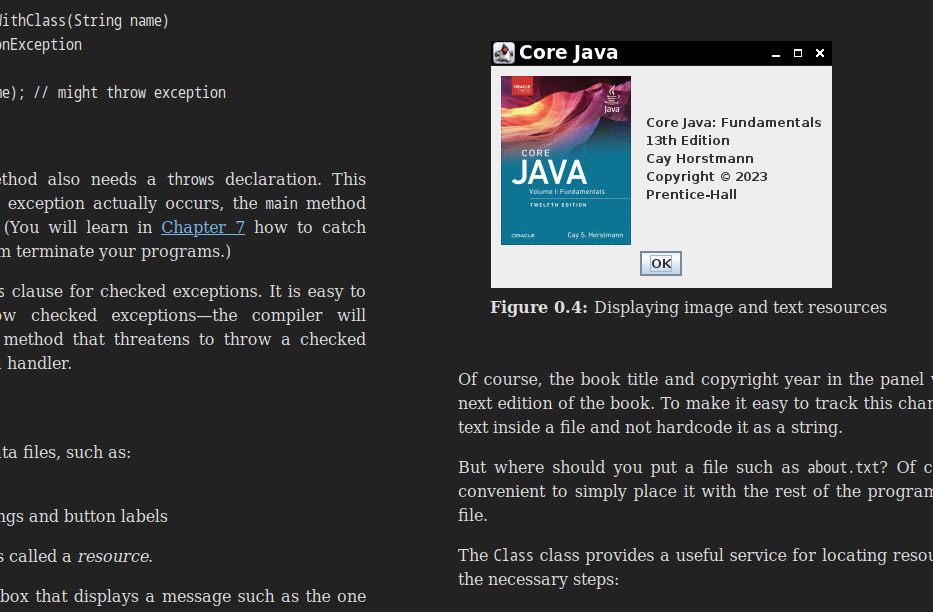 WithClass(String name)
onException
me); // might throw exception
ethod also needs a throws declaration. This
exception actually occurs, the main method
(You will learn in Chapter 7 how to catch
m terminate your programs.)
s clause for checked exceptions. It is easy to
ow checked exceptions—the compiler will
method that threatens to throw a checked
handler.
ta files, such as:
ngs and button labels
s called a resource.
box that displays a message such as the one
Core Java
ORACLE
Java
CORE
JAVA
Volume I: Fundamentals
TWELFTH EDITION
ORACLE
Cay S. Horstmann
Core Java: Fundamentals
13th Edition
Cay Horstmann
Copyright © 2023
Prentice-Hall
OK
Figure 0.4: Displaying image and text resources
Of course, the book title and copyright year in the panel
next edition of the book. To make it easy to track this chan
text inside a file and not hardcode it as a string.
But where should you put a file such as about.txt? Of c
convenient to simply place it with the rest of the program
file.
The Class class provides a useful service for locating resou
the necessary steps: